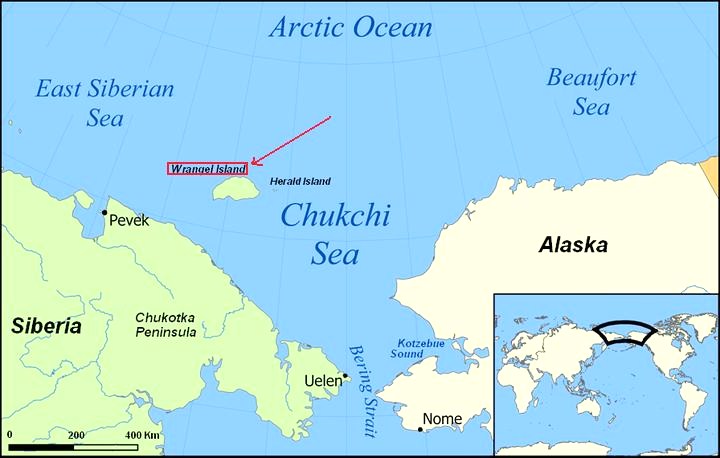 Arctic Ocean
East Siberian
Sea
Beaufort
Sea
Wrangel Island
Herald Island
Pevek
Chukchi
Sea
Alaska
Siberia
Chukotka
Peninsula
Kotzebue
Sound
Bering Strait
Uelen
Nome
0 200 400 Km